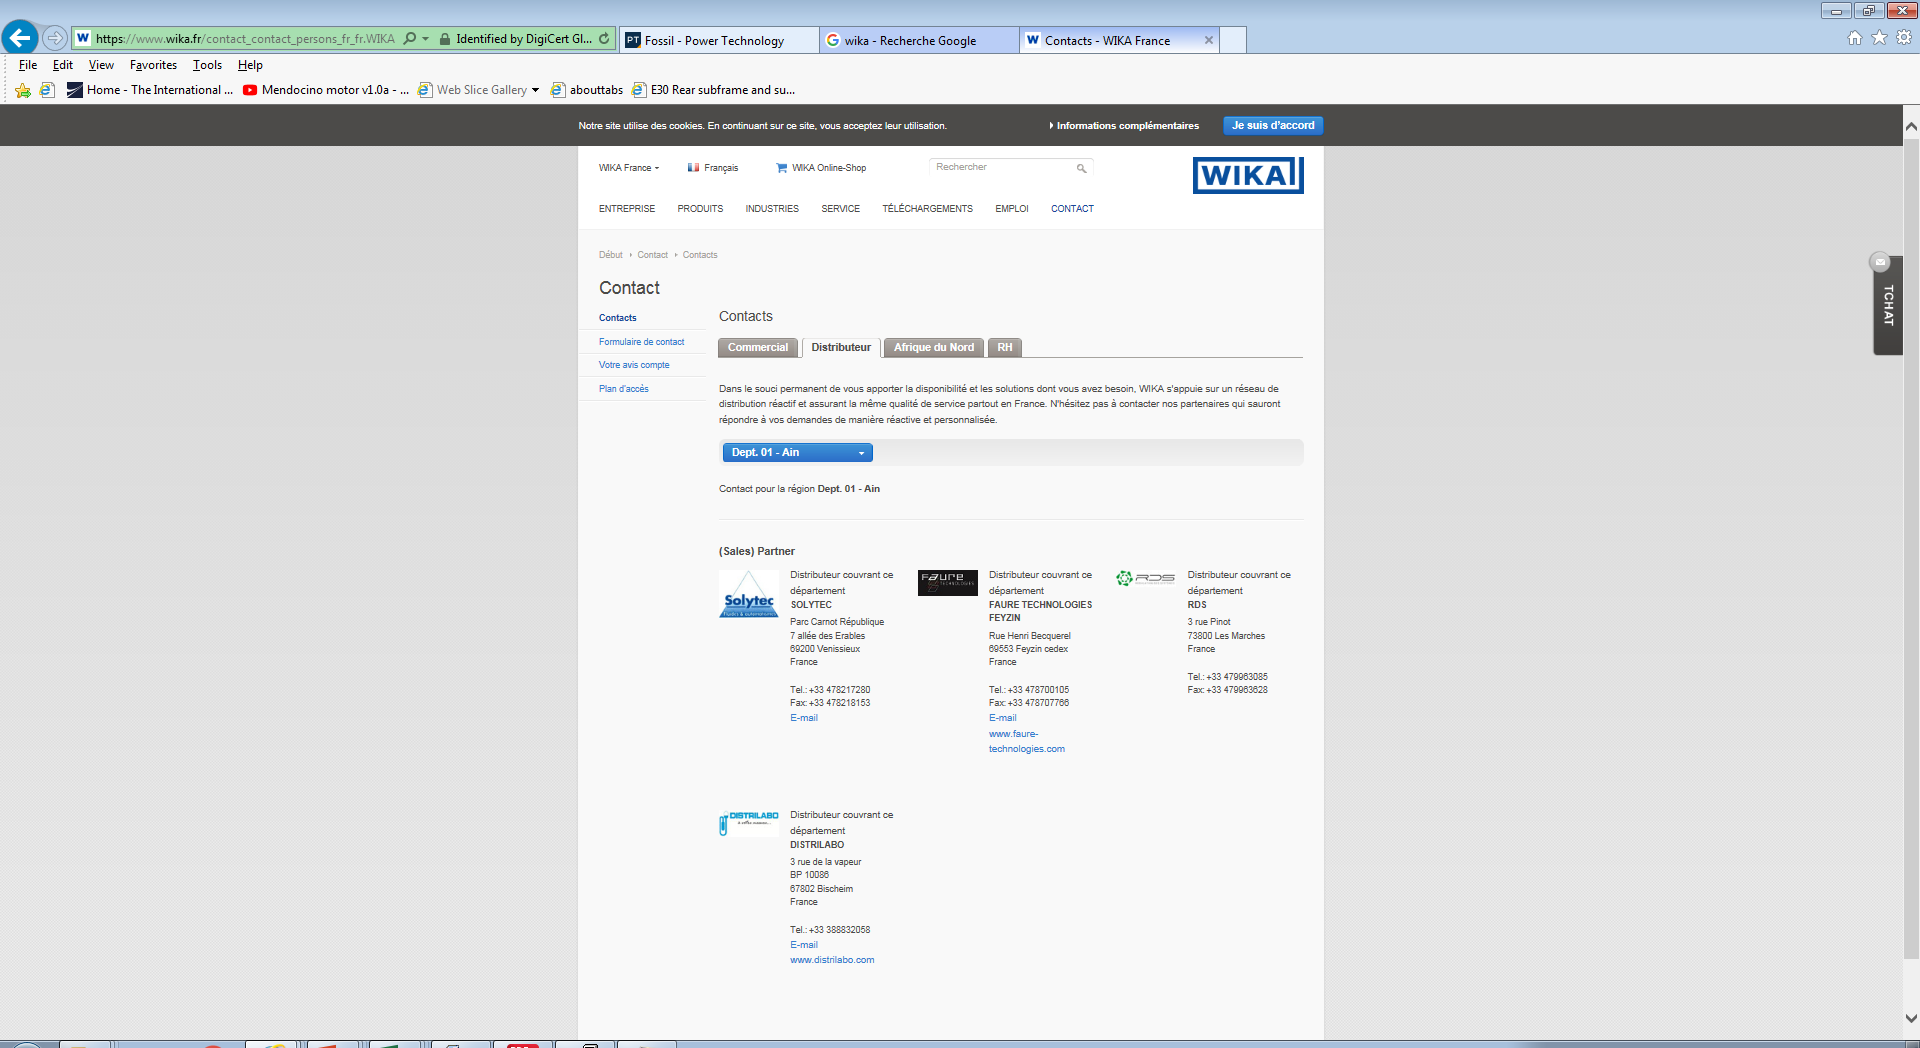 https://www.wika.fr/contact_contact_persons_fr_fr.WIKA
Identified by DigiCert Gl...
Fossil - Power Technology
wika - Recherche Google
Contacts - WIKA France
File Edit View Favorites Tools Help
Home - The International ...
Mendocino motor v1.0a - ...
Web Slice Gallery
abouttabs
E30 Rear subframe and su...
Notre site utilise des cookies. En continuant sur ce site, vous acceptez leur utilisation.
Informations complémentaires
Je suis d'accord
WIKA France
Français
WIKA Online-Shop
Rechercher
WIKA
ENTREPRISE PRODUITS INDUSTRIES SERVICE TÉLÉCHARGEMENTS EMPLOI CONTACT
TCHAT
Début Contact Contacts
Contact
Contacts
Formulaire de contact
Votre avis compte
Plan d'accès
Contacts
Commercial Distributeur Afrique du Nord RH
Dans le souci permanent de vous apporter la disponibilité et les solutions dont vous avez besoin, WIKA s'appuie sur un réseau de
distribution réactif et assurant la même qualité de service partout en France. N'hésitez pas à contacter nos partenaires qui sauront
répondre à vos demandes de manière réactive et personnalisée.
Dept. 01 - Ain
Contact pour la région Dept. 01 - Ain
(Sales) Partner
Solytec
Distributeur couvrant ce
département
SOLYTEC
Parc Carnot République
7 allée des Erables
69200 Venissieux
France
Tel.: +33 478217280
Fax: +33 478218153
E-mail
Faure
TECHNOLOGIES
Distributeur couvrant ce
département
FAURE TECHNOLOGIES
FEYZIN
Rue Henri Becquerel
69553 Feyzin cedex
France
Tel.: +33 478700105
Fax: +33 478707766
E-mail
www.faure-
technologies.com
RDS
Distributeur couvrant ce
département
RDS
3 rue Pinot
73800 Les Marches
France
Tel.: +33 479963085
Fax: +33 479963628
DISTRILABO
Distributeur couvrant ce
département
DISTRILABO
3 rue de la vapeur
BP 10086
67802 Bischeim
France
Tel.: +33 388832058
E-mail
www.distrilabo.com